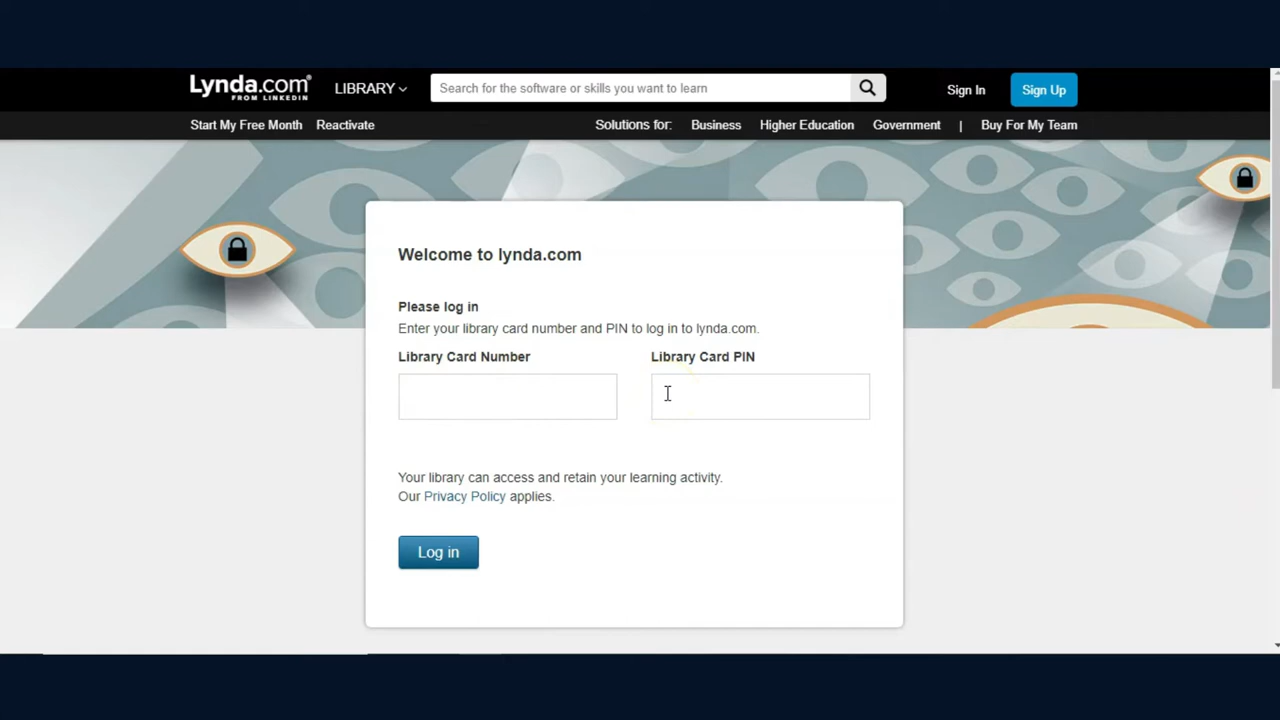 Lynda.com®
FROM LINKEDIN
LIBRARY
Search for the software or skills you want to learn
Sign In
Sign Up
Start My Free Month
Reactivate
Solutions for:
Business
Higher Education
Government
|
Buy For My Team
Welcome to lynda.com
Please log in
Enter your library card number and PIN to log in to lynda.com.
Library Card Number
Library Card PIN
Your library can access and retain your learning activity.
Our Privacy Policy applies.
Log in